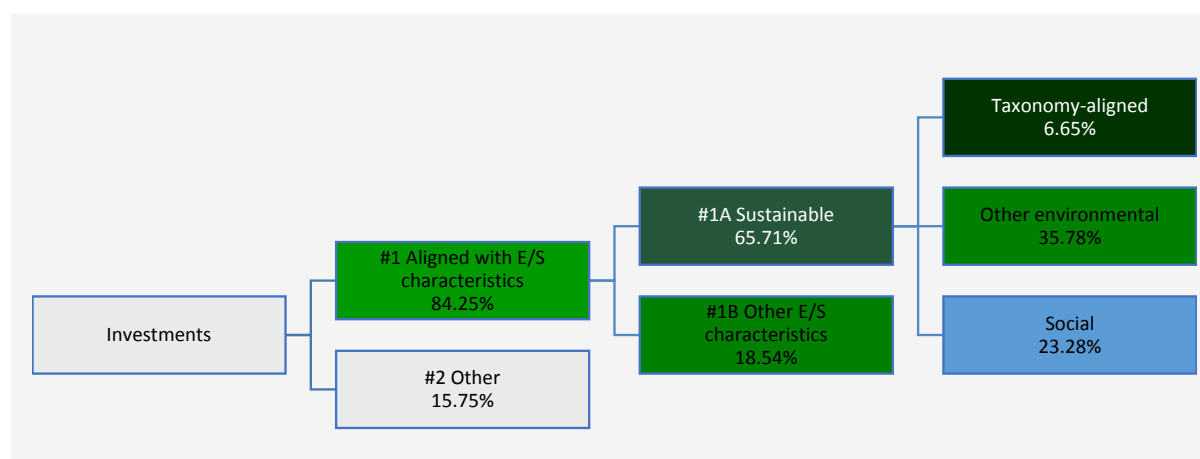 Investments
#1 Aligned with E/S
characteristics
84.25%
#2 Other
15.75%
#1A Sustainable
65.71%
#1B Other E/S
characteristics
18.54%
Taxonomy-aligned
6.65%
Other environmental
35.78%
Social
23.28%